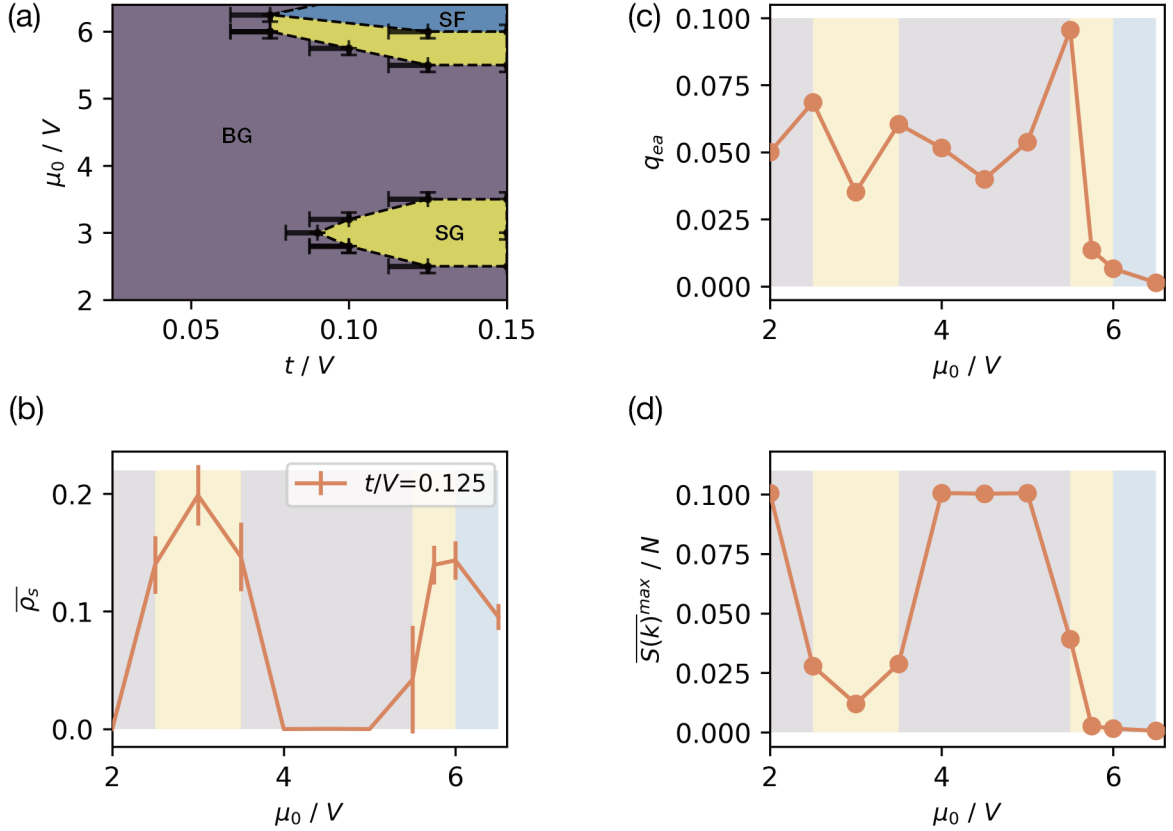 (a)
6
5
4
3
2
μ₀ / V
BG
SF
SG
0.05
0.10
0.15
t / V
(c)
0.100
0.075
0.050
0.025
0.000
q_ea
2
4
6
μ₀ / V
(b)
0.2
0.1
0.0
ρ̅_s
t/V=0.125
2
4
6
μ₀ / V
(d)
0.100
0.075
0.050
0.025
0.000
S̅(̅k̅)̅^max / N
2
4
6
μ₀ / V